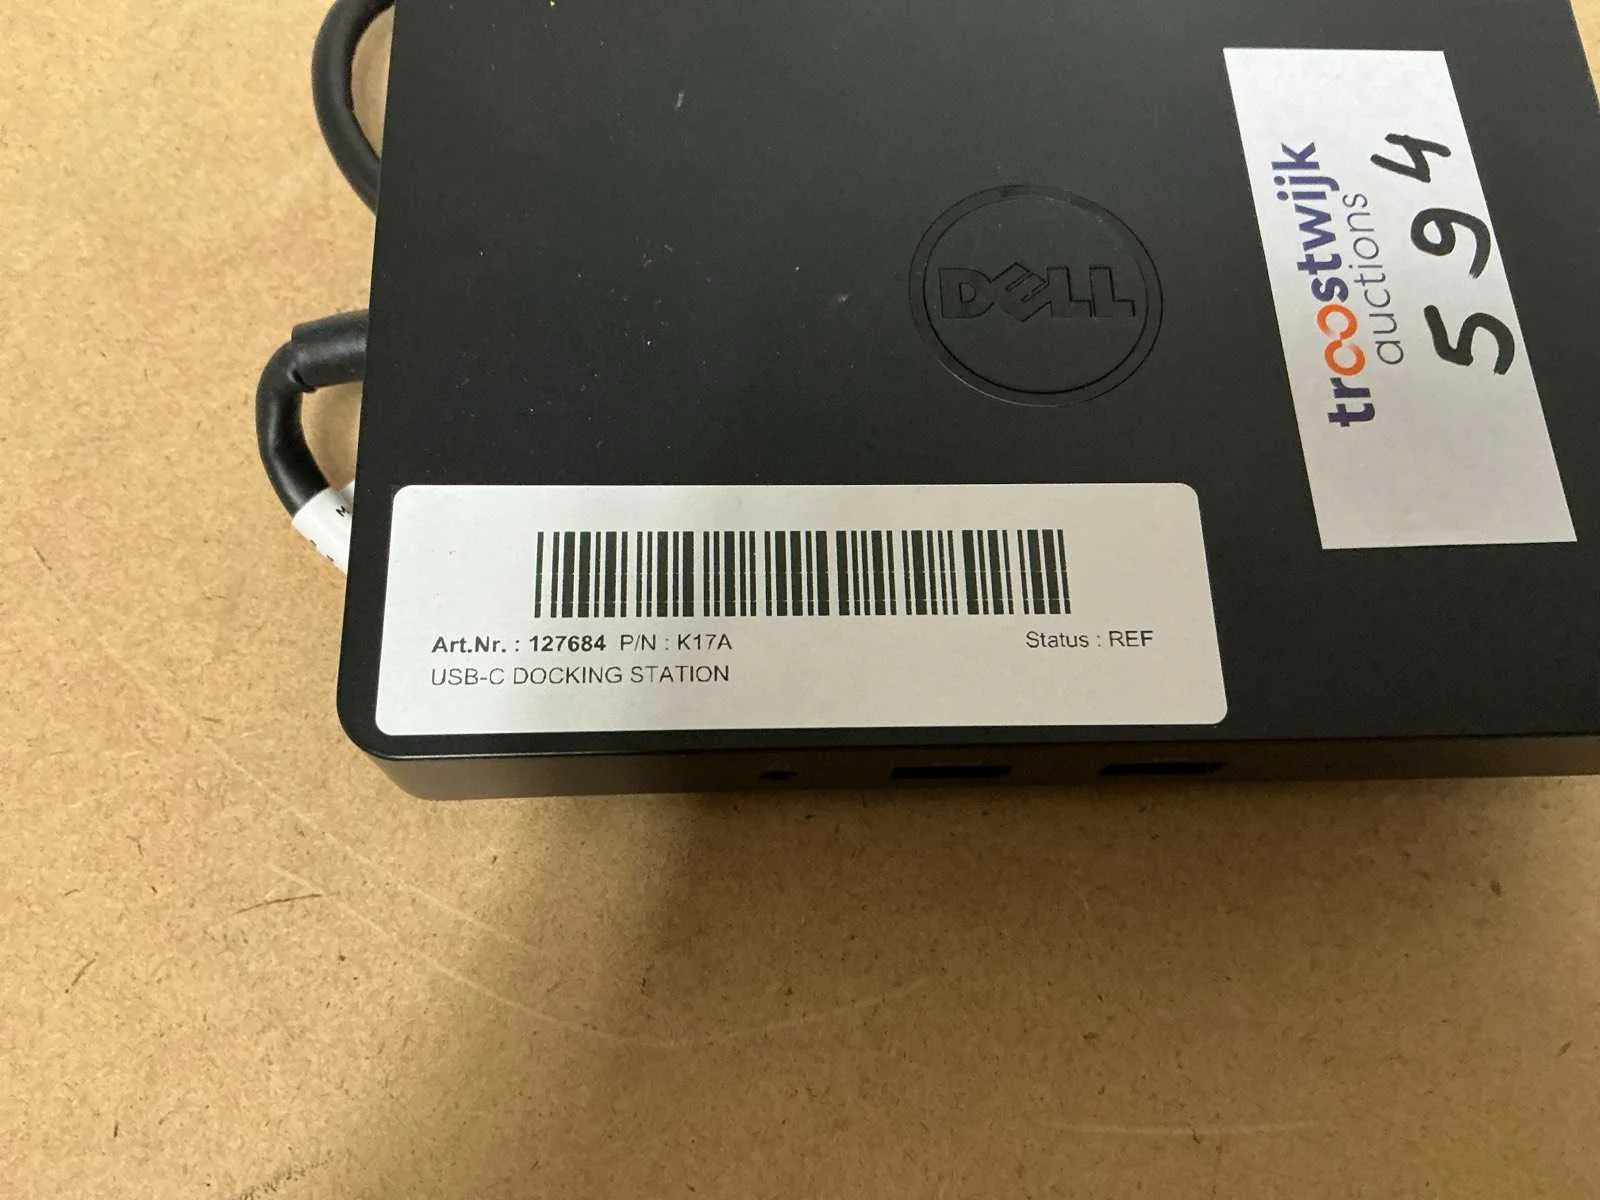 DELL
troostwijk
auctions
594
Art.Nr. : 127684 P/N : K17A
Status : REF
USB-C DOCKING STATION